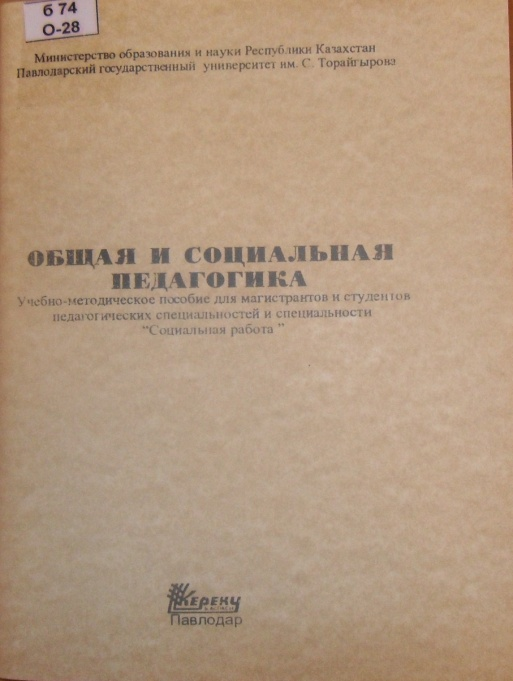 б 74
О-28
Министерство образования и науки Республики Казахстан
Павлодарский государственный университет им. С. Торайгырова
ОБЩАЯ И СОЦИАЛЬНАЯ
ПЕДАГОГИКА
Учебно-методическое пособие для магистрантов и студентов
педагогических специальностей и специальности
“Социальная работа ”
Кереку
Павлодар